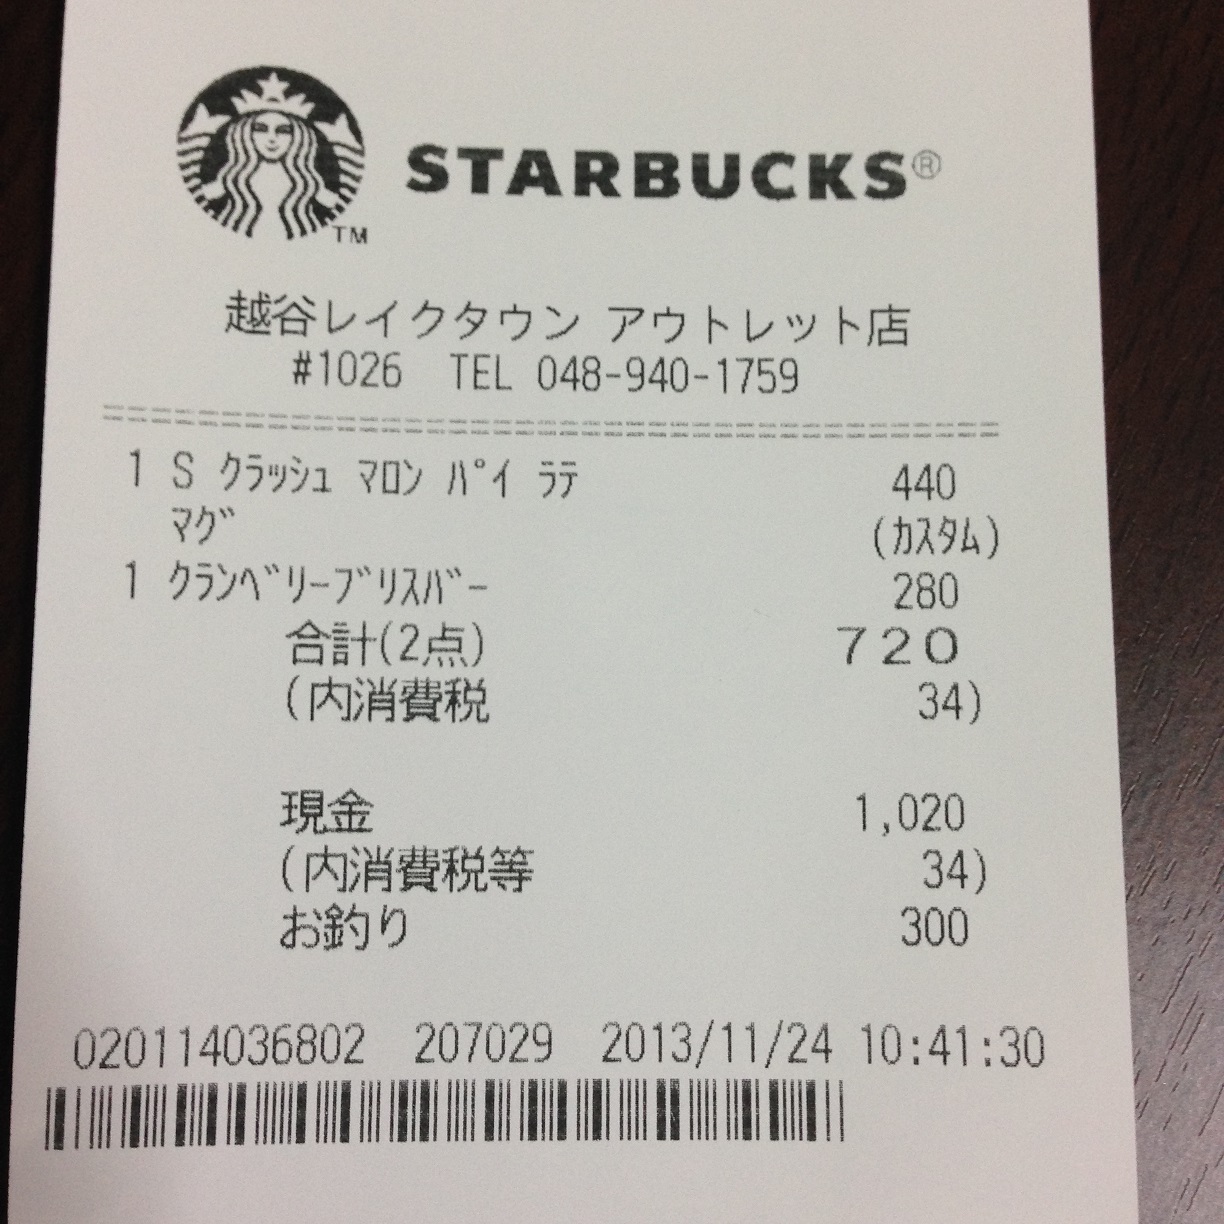 STARBUCKS®
TM
越谷レイクタウン アウトレット店
#1026 TEL 048-940-1759
1 S ｸﾗｯｼｭ ﾏﾛﾝ ﾊﾟｲ ﾗﾃ 440
ﾏｸﾞ (ｶｽﾀﾑ)
1 ｸﾗﾝﾍﾞﾘｰﾌﾞﾘｽﾊﾞｰ 280
合計(2点) 720
(内消費税 34)
現金 1,020
(内消費税等 34)
お釣り 300
020114036802 207029 2013/11/24 10:41:30